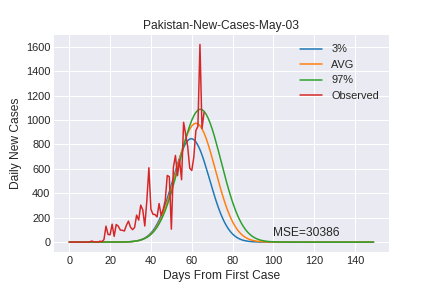 Pakistan-New-Cases-May-03
Daily New Cases
1600
1400
1200
1000
800
600
400
200
0
3%
AVG
97%
Observed
MSE=30386
0 20 40 60 80 100 120 140
Days From First Case